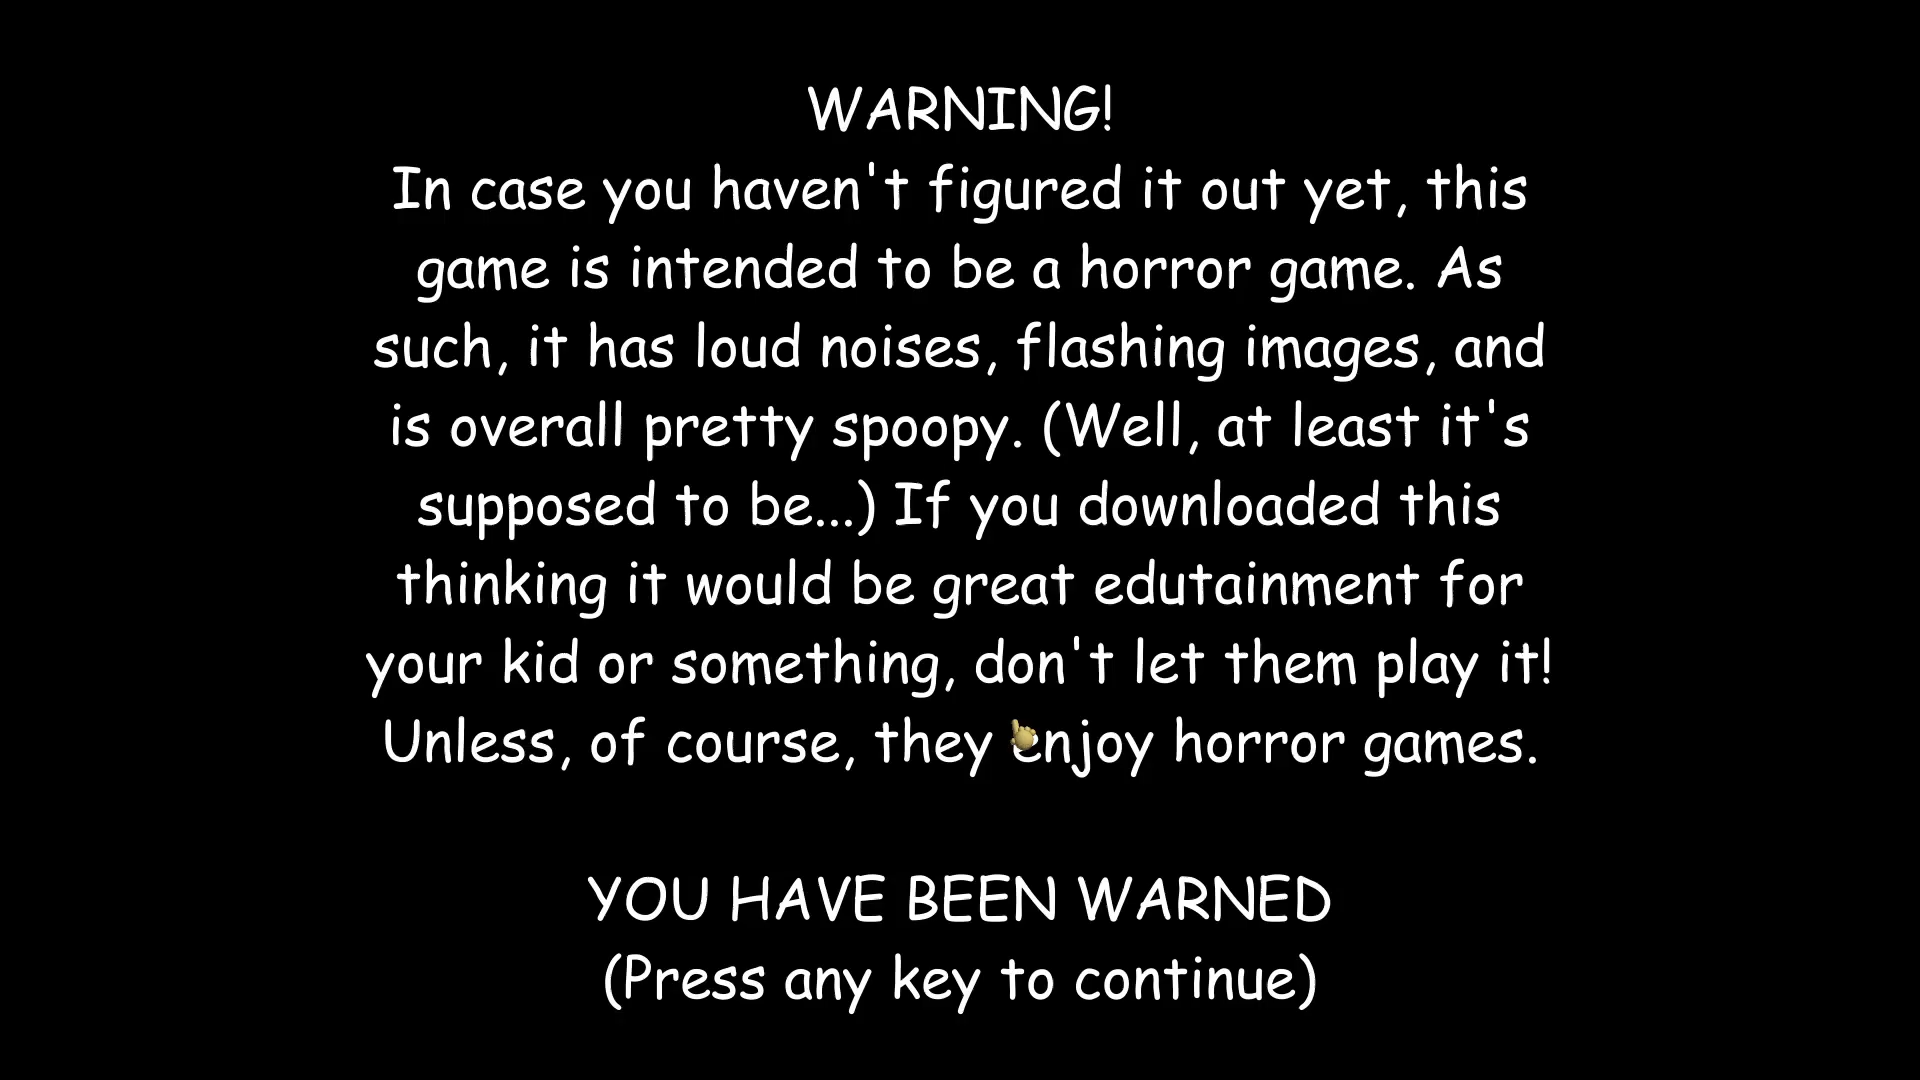 WARNING!
In case you haven't figured it out yet, this
game is intended to be a horror game. As
such, it has loud noises, flashing images, and
is overall pretty spoopy. (Well, at least it's
supposed to be...) If you downloaded this
thinking it would be great edutainment for
your kid or something, don't let them play it!
Unless, of course, they enjoy horror games.
YOU HAVE BEEN WARNED
(Press any key to continue)